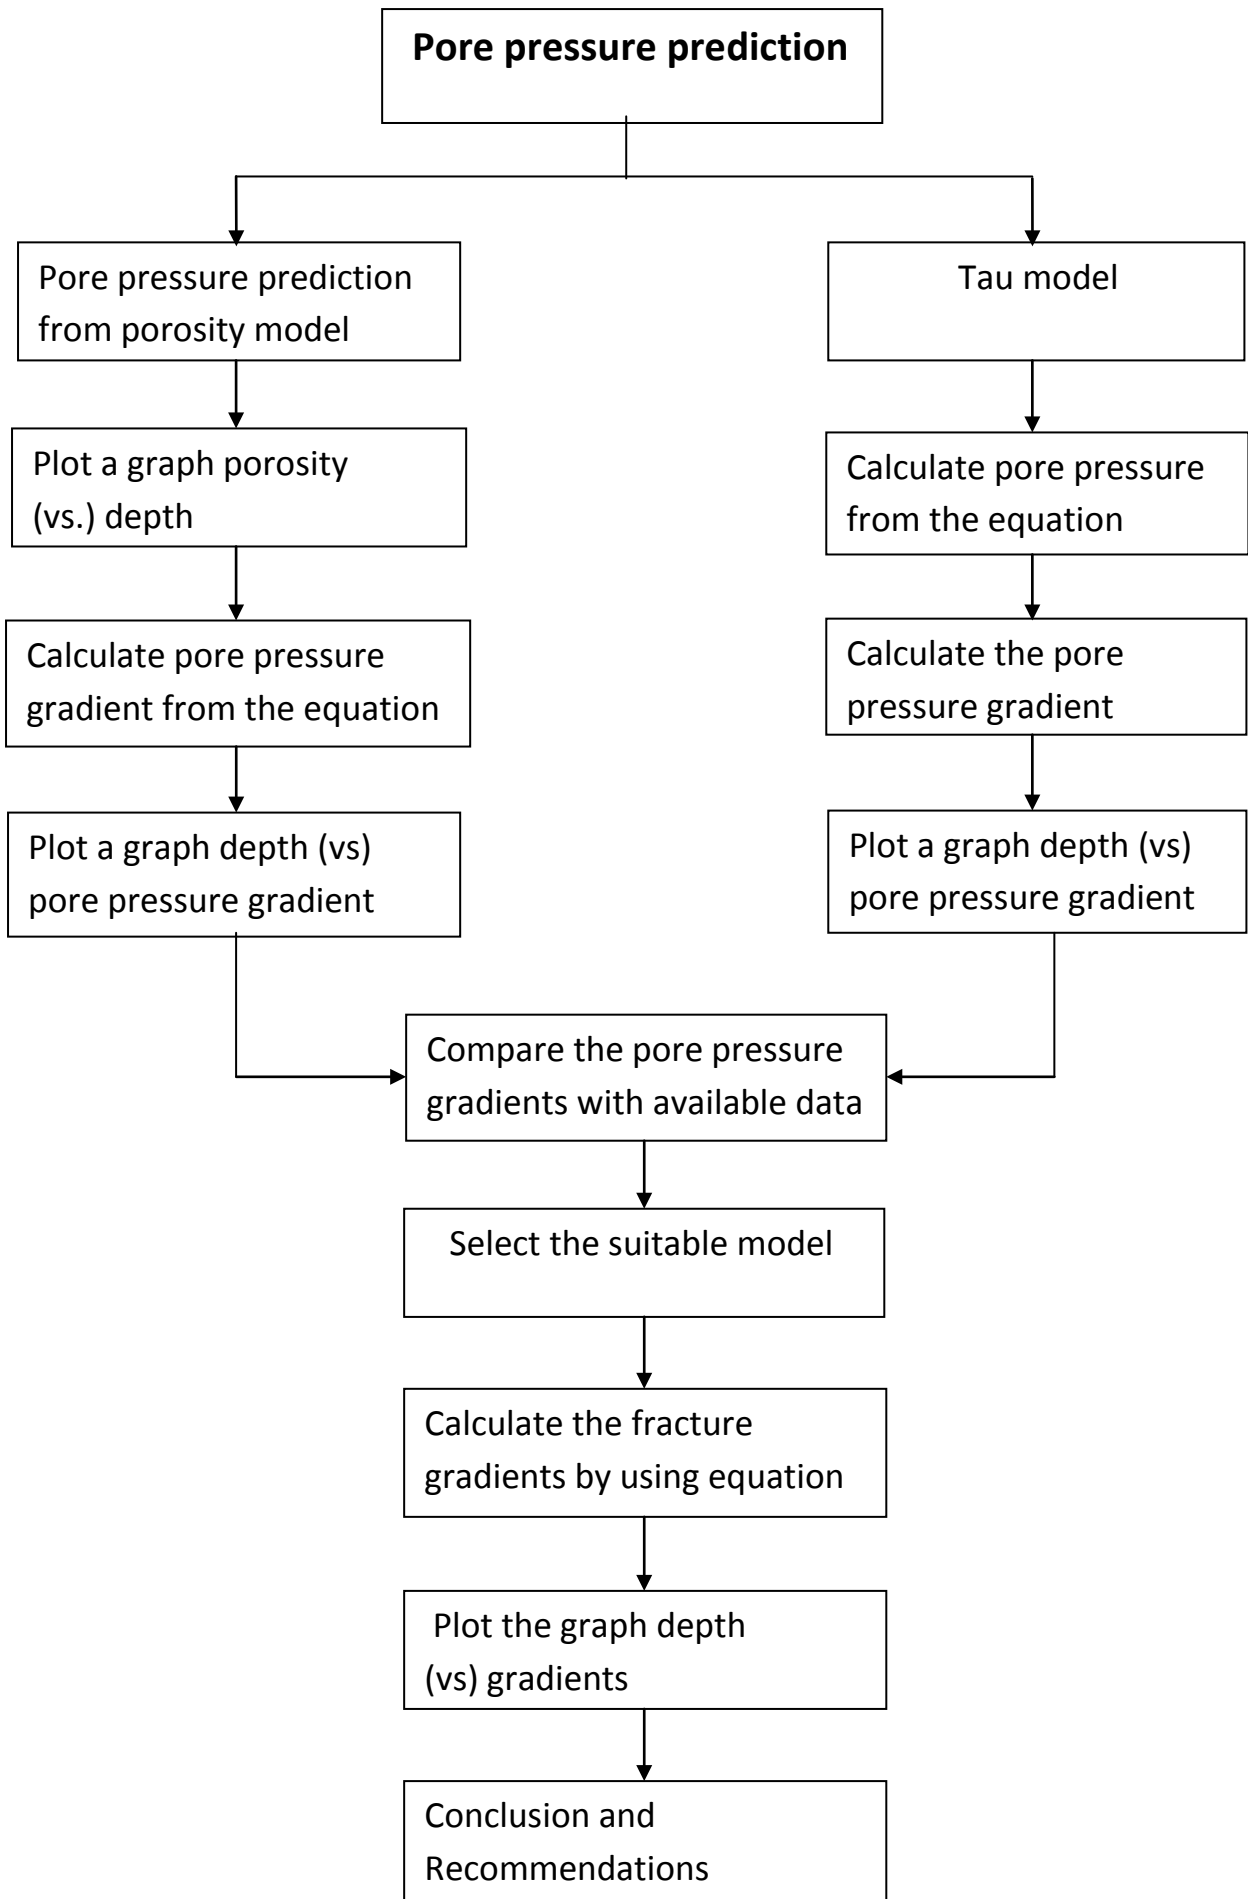 Pore pressure prediction
Pore pressure prediction
from porosity model
Plot a graph porosity
(vs.) depth
Calculate pore pressure
gradient from the equation
Plot a graph depth (vs)
pore pressure gradient
Tau model
Calculate pore pressure
from the equation
Calculate the pore
pressure gradient
Plot a graph depth (vs)
pore pressure gradient
Compare the pore pressure
gradients with available data
Select the suitable model
Calculate the fracture
gradients by using equation
Plot the graph depth
(vs) gradients
Conclusion and
Recommendations